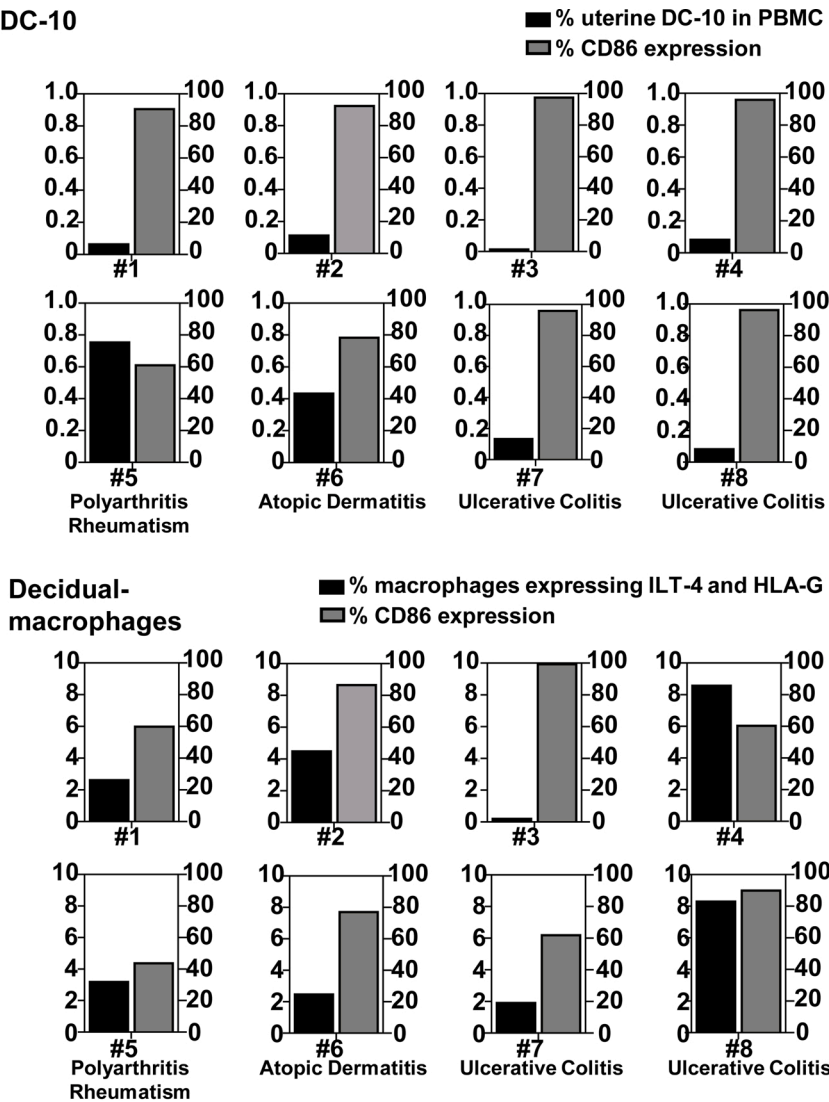 DC-10
% uterine DC-10 in PBMC
% CD86 expression
1.0 100 1.0 100 1.0 100 1.0 100
0.8 80 0.8 80 0.8 80 0.8 80
0.6 60 0.6 60 0.6 60 0.6 60
0.4 40 0.4 40 0.4 40 0.4 40
0.2 20 0.2 20 0.2 20 0.2 20
0 0 0 0 0 0 0 0
#1 #2 #3 #4
1.0 100 1.0 100 1.0 100 1.0 100
0.8 80 0.8 80 0.8 80 0.8 80
0.6 60 0.6 60 0.6 60 0.6 60
0.4 40 0.4 40 0.4 40 0.4 40
0.2 20 0.2 20 0.2 20 0.2 20
0 0 0 0 0 0 0 0
#5 #6 #7 #8
Polyarthritis Atopic Dermatitis Ulcerative Colitis Ulcerative Colitis
Rheumatism
Decidual-
macrophages
% macrophages expressing ILT-4 and HLA-G
% CD86 expression
10 100 10 100 10 100 10 100
8 80 8 80 8 80 8 80
6 60 6 60 6 60 6 60
4 40 4 40 4 40 4 40
2 20 2 20 2 20 2 20
0 0 0 0 0 0 0 0
#1 #2 #3 #4
10 100 10 100 10 100 10 100
8 80 8 80 8 80 8 80
6 60 6 60 6 60 6 60
4 40 4 40 4 40 4 40
2 20 2 20 2 20 2 20
0 0 0 0 0 0 0 0
#5 #6 #7 #8
Polyarthritis Atopic Dermatitis Ulcerative Colitis Ulcerative Colitis
Rheumatism